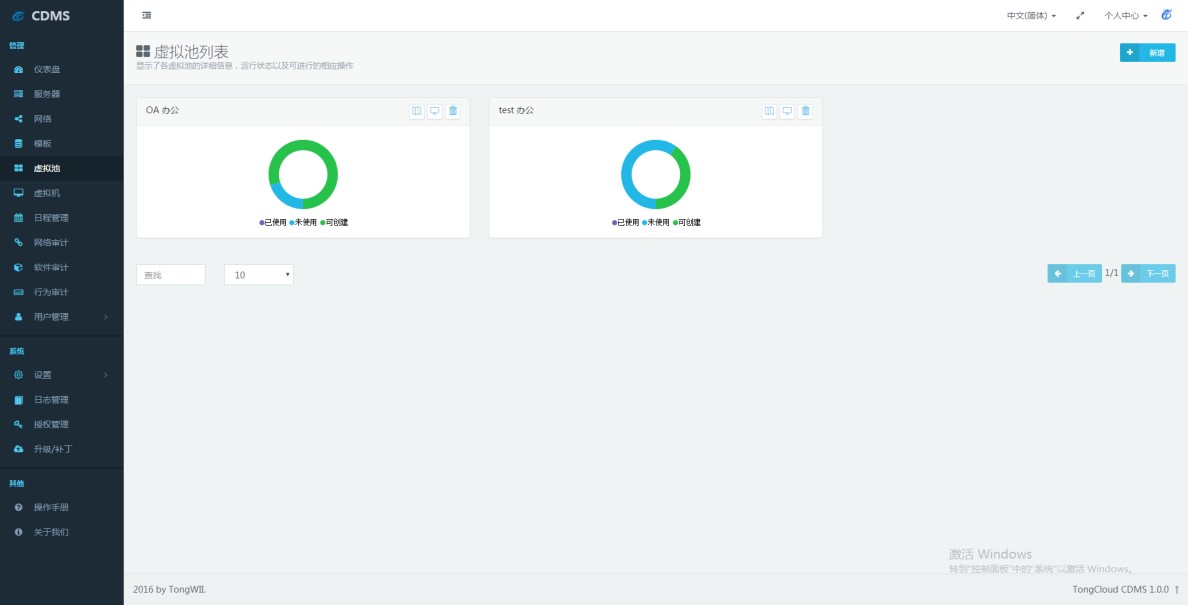 CDMS
中文(简体)
个人中心
管理
仪表盘
服务器
网络
模板
虚拟池
虚拟机
日程管理
网络审计
软件审计
行为审计
用户管理
系统
设置
日志管理
授权管理
升级/补丁
其他
操作手册
关于我们
虚拟池列表
显示了各虚拟池的详细信息，运行状态以及可进行的相应操作
新增
OA 办公
已使用 未使用 可创建
test 办公
已使用 未使用 可创建
查找
10
上一页 1/1 下一页
激活 Windows
转到"控制面板"中的"系统"以激活 Windows。
2016 by TongWII.
TongCloud CDMS 1.0.0